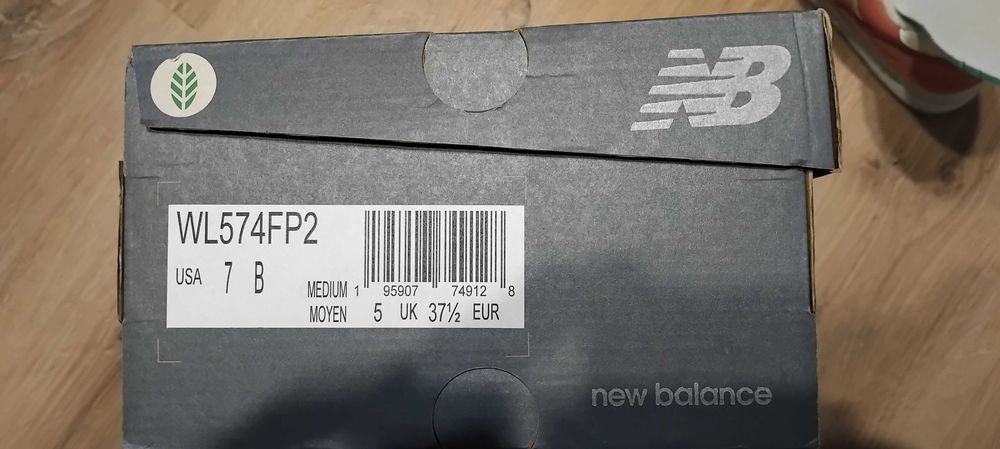 NB
WL574FP2
USA 7 B
MEDIUM 1 95907 74912 8
MOYEN 5 UK 37½ EUR
new balance